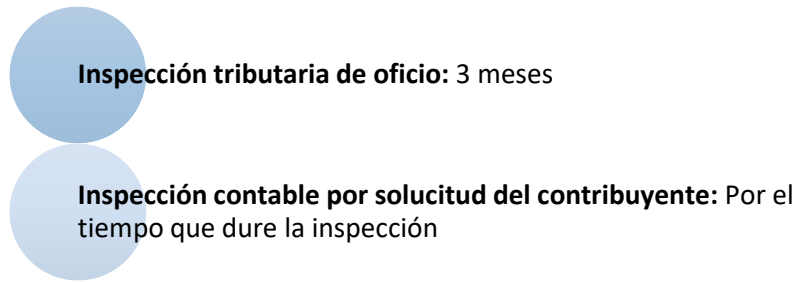 Inspección tributaria de oficio: 3 meses
Inspección contable por solucitud del contribuyente: Por el
tiempo que dure la inspección